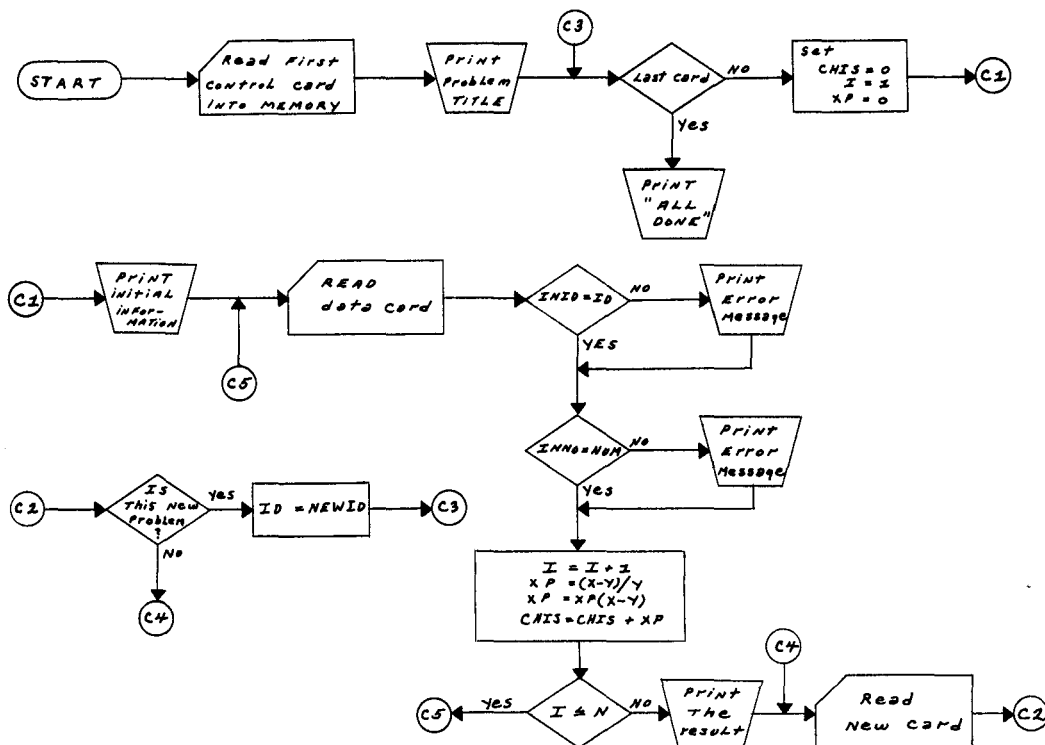 START
Read First
control card
INTO MEMORY
Print
Problem
TITLE
C3
Last card
NO
Yes
Set
CHIS = 0
I = 1
XP = 0
C1
Print
"ALL
DONE"
C1
PRINT
initial
infor-
MATION
C5
READ
data card
INID = ID
NO
YES
Print
Error
Message
INNO = NUM
NO
Yes
Print
Error
Message
C2
Is
This New
Problem
?
Yes
NO
ID = NEWID
C3
C4
I = I + 1
XP = (X-Y)/Y
XP = XP(X-Y)
CHIS = CHIS + XP
C4
C5
Yes
I ≤ N
NO
Print
The
result
Read
New card
C2